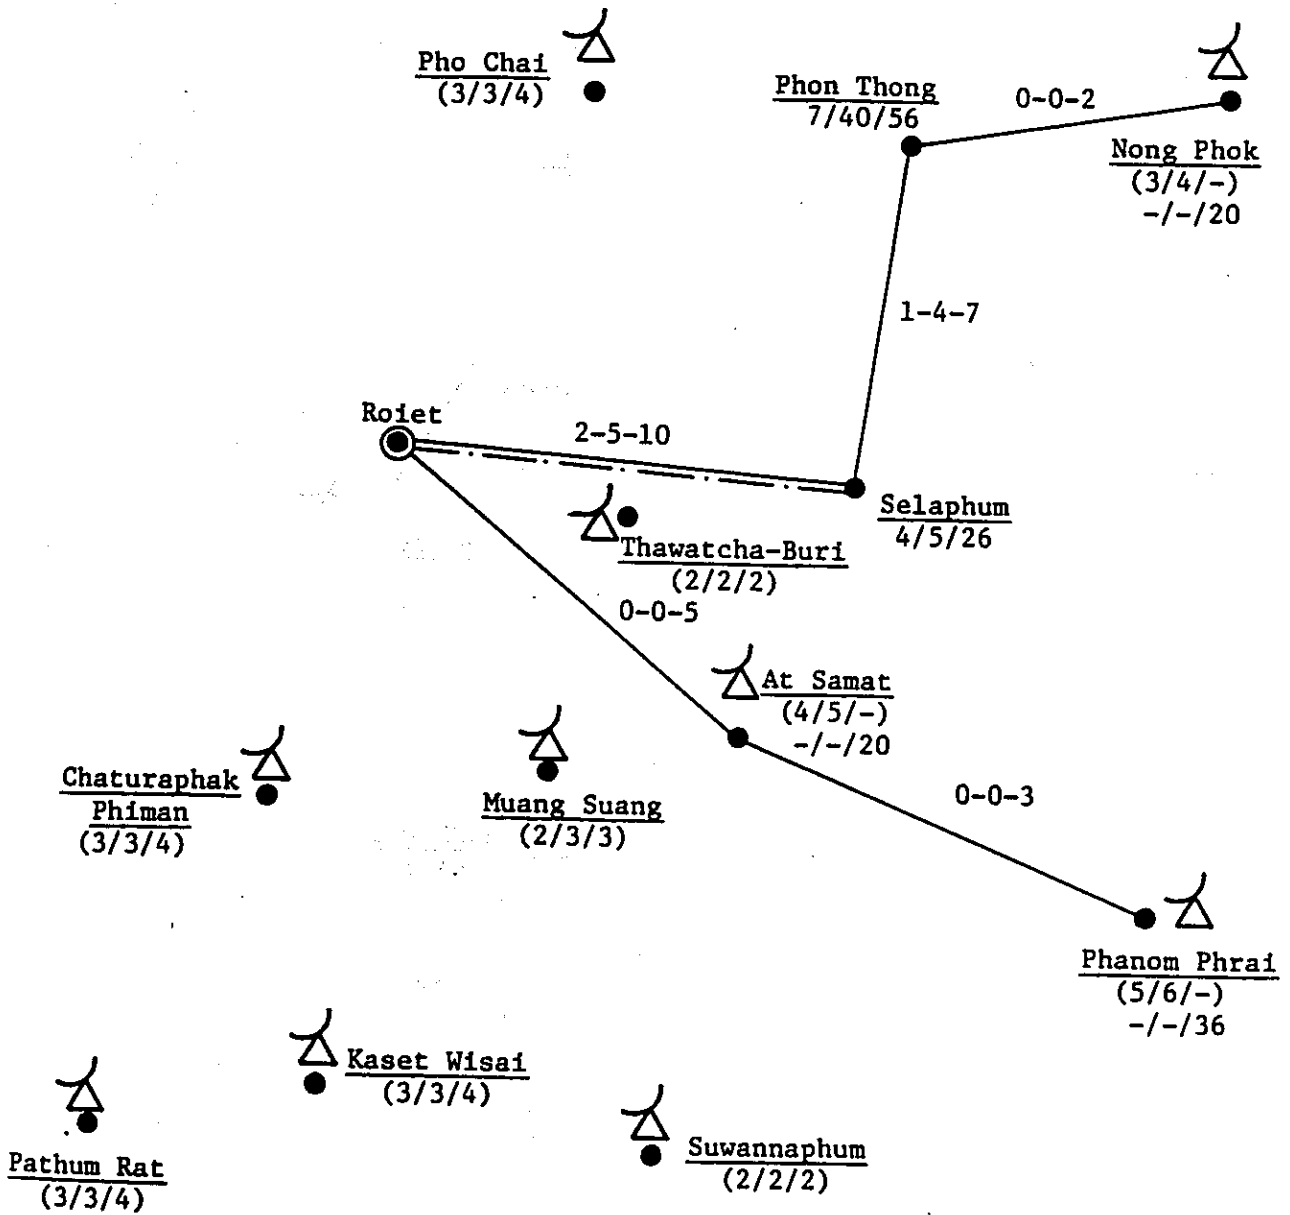 Pho Chai
(3/3/4)
Phon Thong
7/40/56
0-0-2
Nong Phok
(3/4/-)
-/-/20
1-4-7
Roiet
2-5-10
Selaphum
4/5/26
Thawatcha-Buri
(2/2/2)
0-0-5
At Samat
(4/5/-)
-/-/20
Chaturaphak
Phiman
(3/3/4)
Muang Suang
(2/3/3)
0-0-3
Phanom Phrai
(5/6/-)
-/-/36
Kaset Wisai
(3/3/4)
Pathum Rat
(3/3/4)
Suwannaphum
(2/2/2)